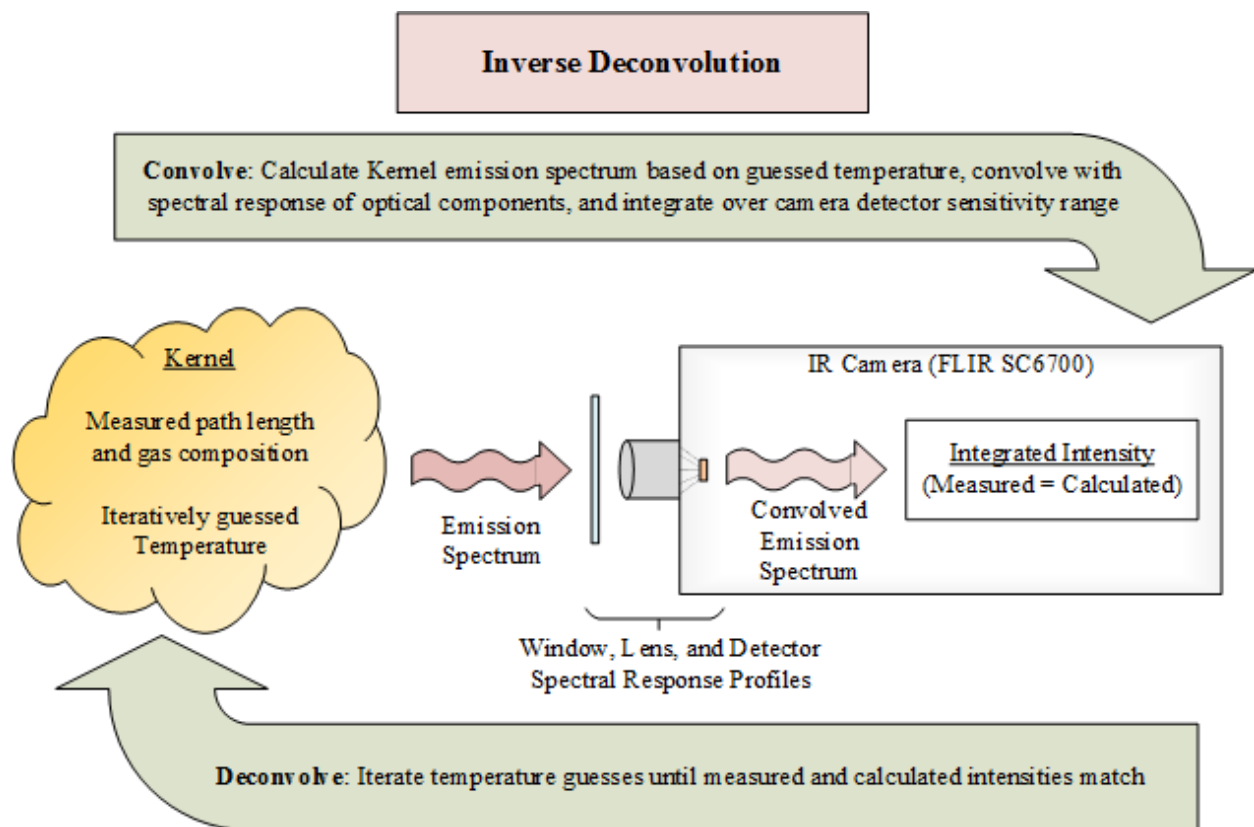 Inverse Deconvolution
Convolve: Calculate Kernel emission spectrum based on guessed temperature, convolve with
spectral response of optical components, and integrate over camera detector sensitivity range
Kernel
Measured path length
and gas composition
Iteratively guessed
Temperature
Emission
Spectrum
IR Camera (FLIR SC6700)
Integrated Intensity
(Measured = Calculated)
Convolved
Emission
Spectrum
Window, Lens, and Detector
Spectral Response Profiles
Deconvolve: Iterate temperature guesses until measured and calculated intensities match